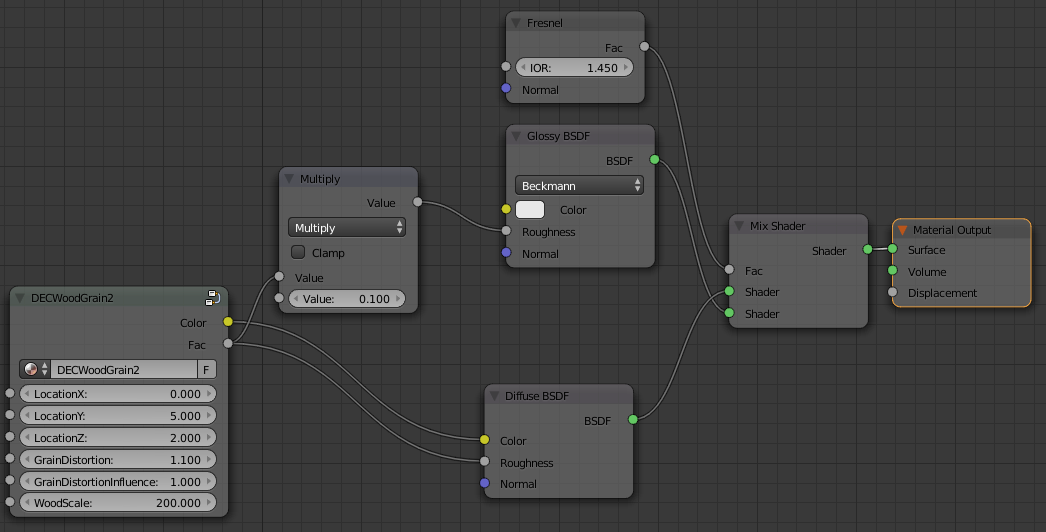 Fresnel
Fac
IOR: 1.450
Normal
Glossy BSDF
BSDF
Beckmann
Color
Roughness
Normal
Multiply
Value
Multiply
Clamp
Value
Value: 0.100
DECWoodGrain2
Color
Fac
DECWoodGrain2 F
LocationX: 0.000
LocationY: 5.000
LocationZ: 2.000
GrainDistortion: 1.100
GrainDistortionInfluence: 1.000
WoodScale: 200.000
Diffuse BSDF
BSDF
Color
Roughness
Normal
Mix Shader
Shader
Fac
Shader
Shader
Material Output
Surface
Volume
Displacement